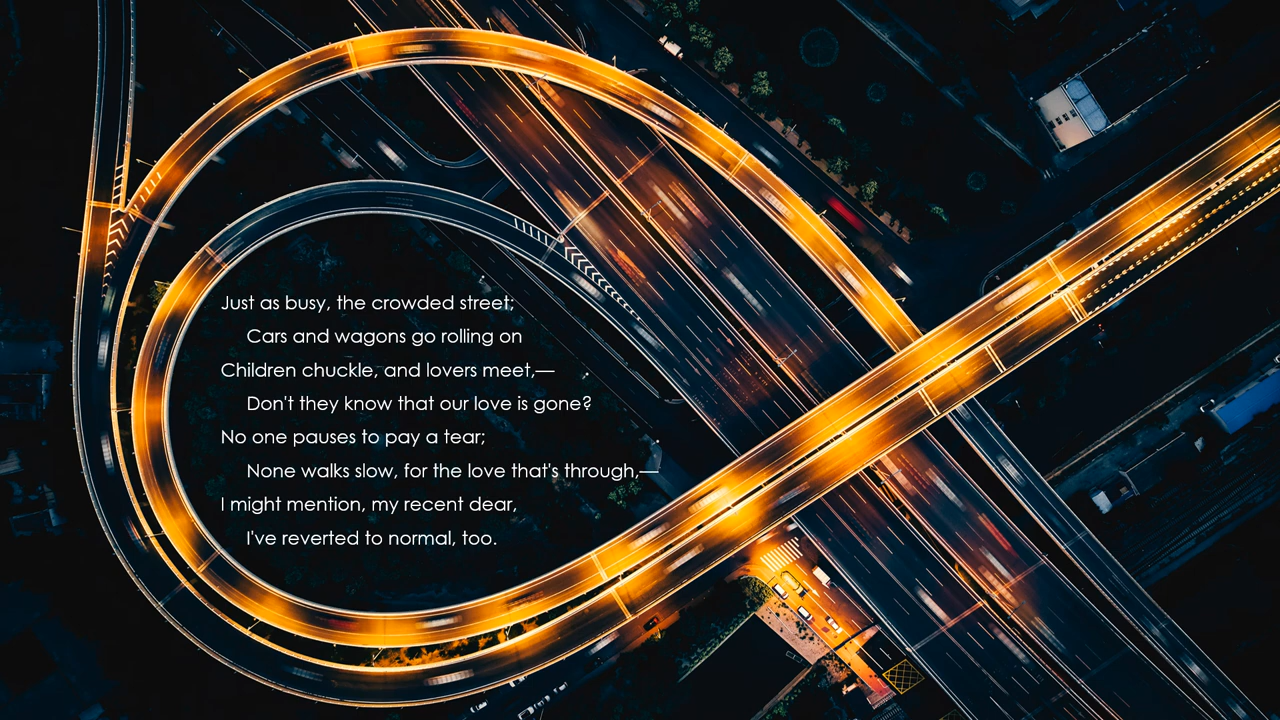 Just as busy, the crowded street;
Cars and wagons go rolling on
Children chuckle, and lovers meet,—
Don't they know that our love is gone?
No one pauses to pay a tear;
None walks slow, for the love that's through,—
I might mention, my recent dear,
I've reverted to normal, too.